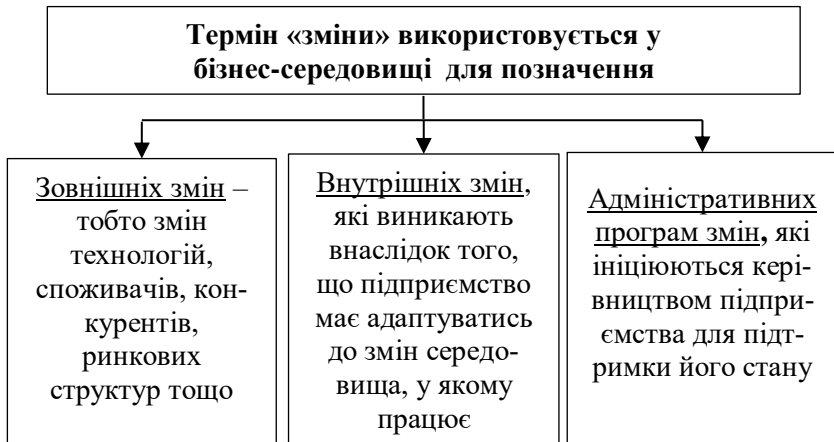 Термін «зміни» використовується у
бізнес-середовищі для позначення
Зовнішніх змін –
тобто змін
технологій,
споживачів, кон-
курентів,
ринкових
структур тощо
Внутрішніх змін,
які виникають
внаслідок того,
що підприємство
має адаптуватись
до змін середо-
вища, у якому
працює
Адміністративних
програм змін, які
ініціюються кері-
вництвом підпри-
ємства для підт-
римки його стану